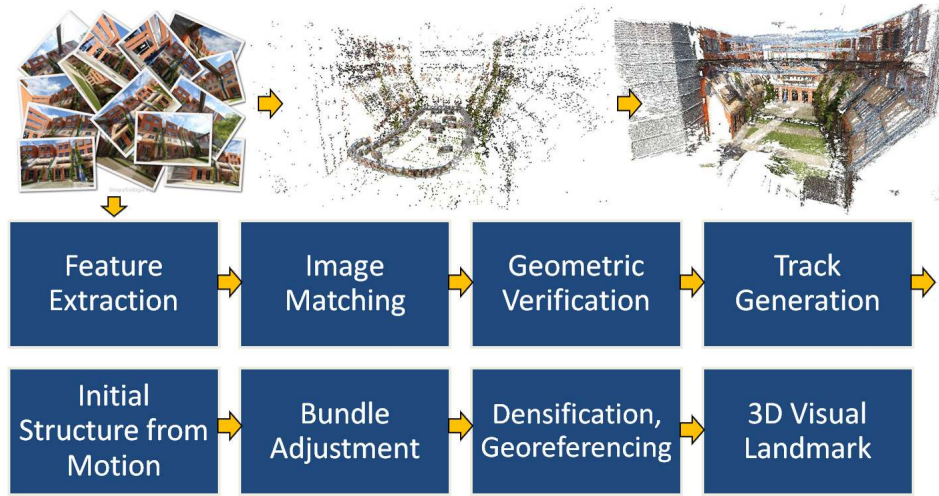 Feature
Extraction
Image
Matching
Geometric
Verification
Track
Generation
Initial
Structure from
Motion
Bundle
Adjustment
Densification,
Georeferencing
3D Visual
Landmark